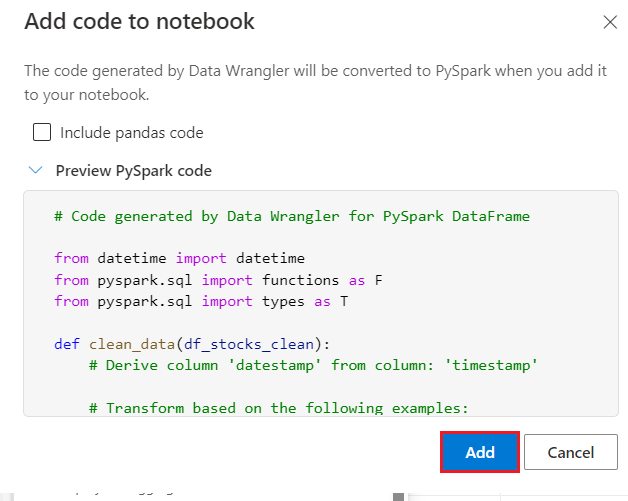 Add code to notebook
The code generated by Data Wrangler will be converted to PySpark when you add it
to your notebook.
Include pandas code
Preview PySpark code
# Code generated by Data Wrangler for PySpark DataFrame
from datetime import datetime
from pyspark.sql import functions as F
from pyspark.sql import types as T
def clean_data(df_stocks_clean):
# Derive column 'datestamp' from column: 'timestamp'
# Transform based on the following examples:
Add
Cancel